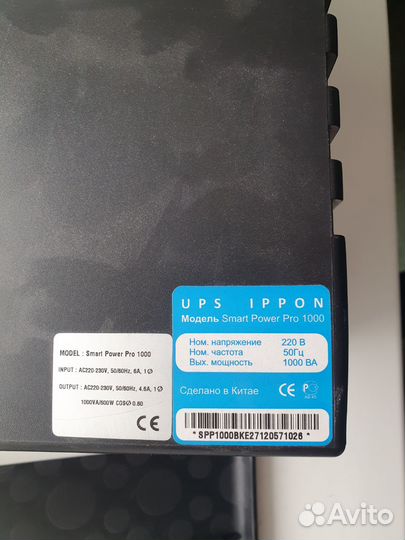 MODEL : Smart Power Pro 1000
INPUT : AC220-230V, 50/60Hz, 6A, 1Ø
OUTPUT : AC220-230V, 50/60Hz, 4.6A, 1Ø
1000VA/600W COSØ 0.60
CE
UPS IPPON
Модель Smart Power Pro 1000
Ном. напряжение 220 В
Ном. частота 50Гц
Вых. мощность 1000 ВА
Сделано в Китае CE
* SPP1000BKE27120571026 *
Avito